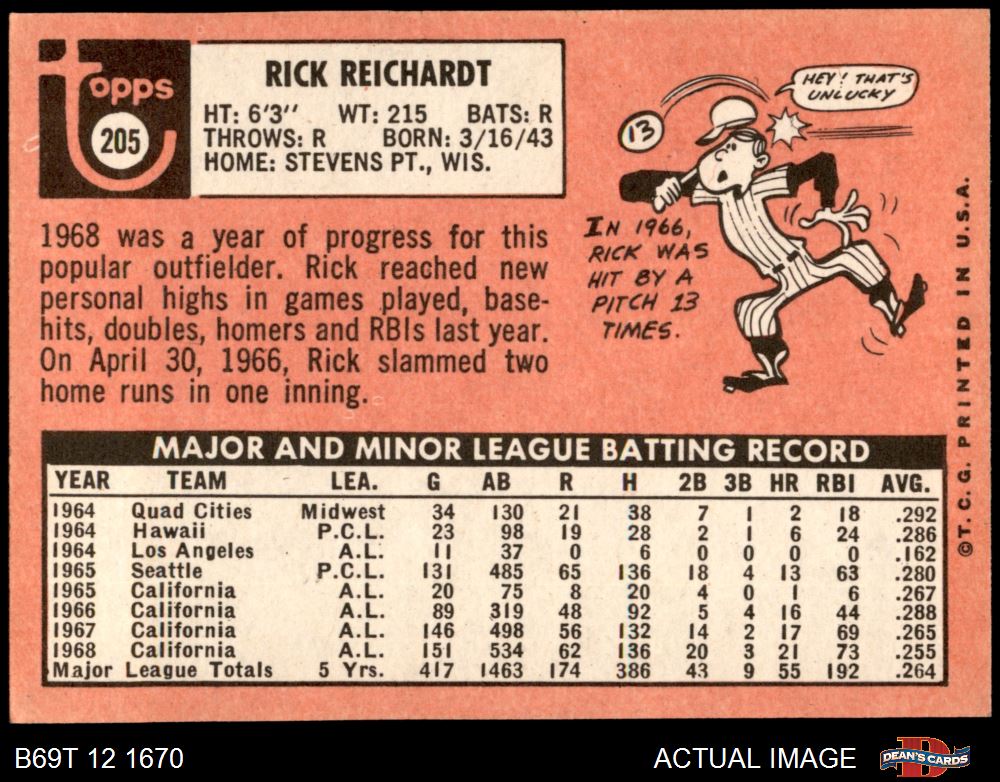 Topps
205
RICK REICHARDT
HT: 6'3" WT: 215 BATS: R
THROWS: R BORN: 3/16/43
HOME: STEVENS PT., WIS.
1968 was a year of progress for this
popular outfielder. Rick reached new
personal highs in games played, base-
hits, doubles, homers and RBIs last year.
On April 30, 1966, Rick slammed two
home runs in one inning.
HEY! THAT'S
UNLUCKY
13
IN 1966,
RICK WAS
HIT BY A
PITCH 13
TIMES.
MAJOR AND MINOR LEAGUE BATTING RECORD
YEAR TEAM LEA. G AB R H 2B 3B HR RBI AVG.
1964 Quad Cities Midwest 34 130 21 38 7 1 2 18 .292
1964 Hawaii P.C.L. 23 98 19 28 2 1 6 24 .286
1964 Los Angeles A.L. 11 37 0 6 0 0 0 0 .162
1965 Seattle P.C.L. 131 485 65 136 18 4 13 63 .280
1965 California A.L. 20 75 8 20 4 0 1 6 .267
1966 California A.L. 89 319 48 92 5 4 16 44 .288
1967 California A.L. 146 498 56 132 14 2 17 69 .265
1968 California A.L. 151 534 62 136 20 3 21 73 .255
Major League Totals 5 Yrs. 417 1463 174 386 43 9 55 192 .264
©T.C.G. PRINTED IN U.S.A.
B69T 12 1670
ACTUAL IMAGE
D
DEAN'S CARDS